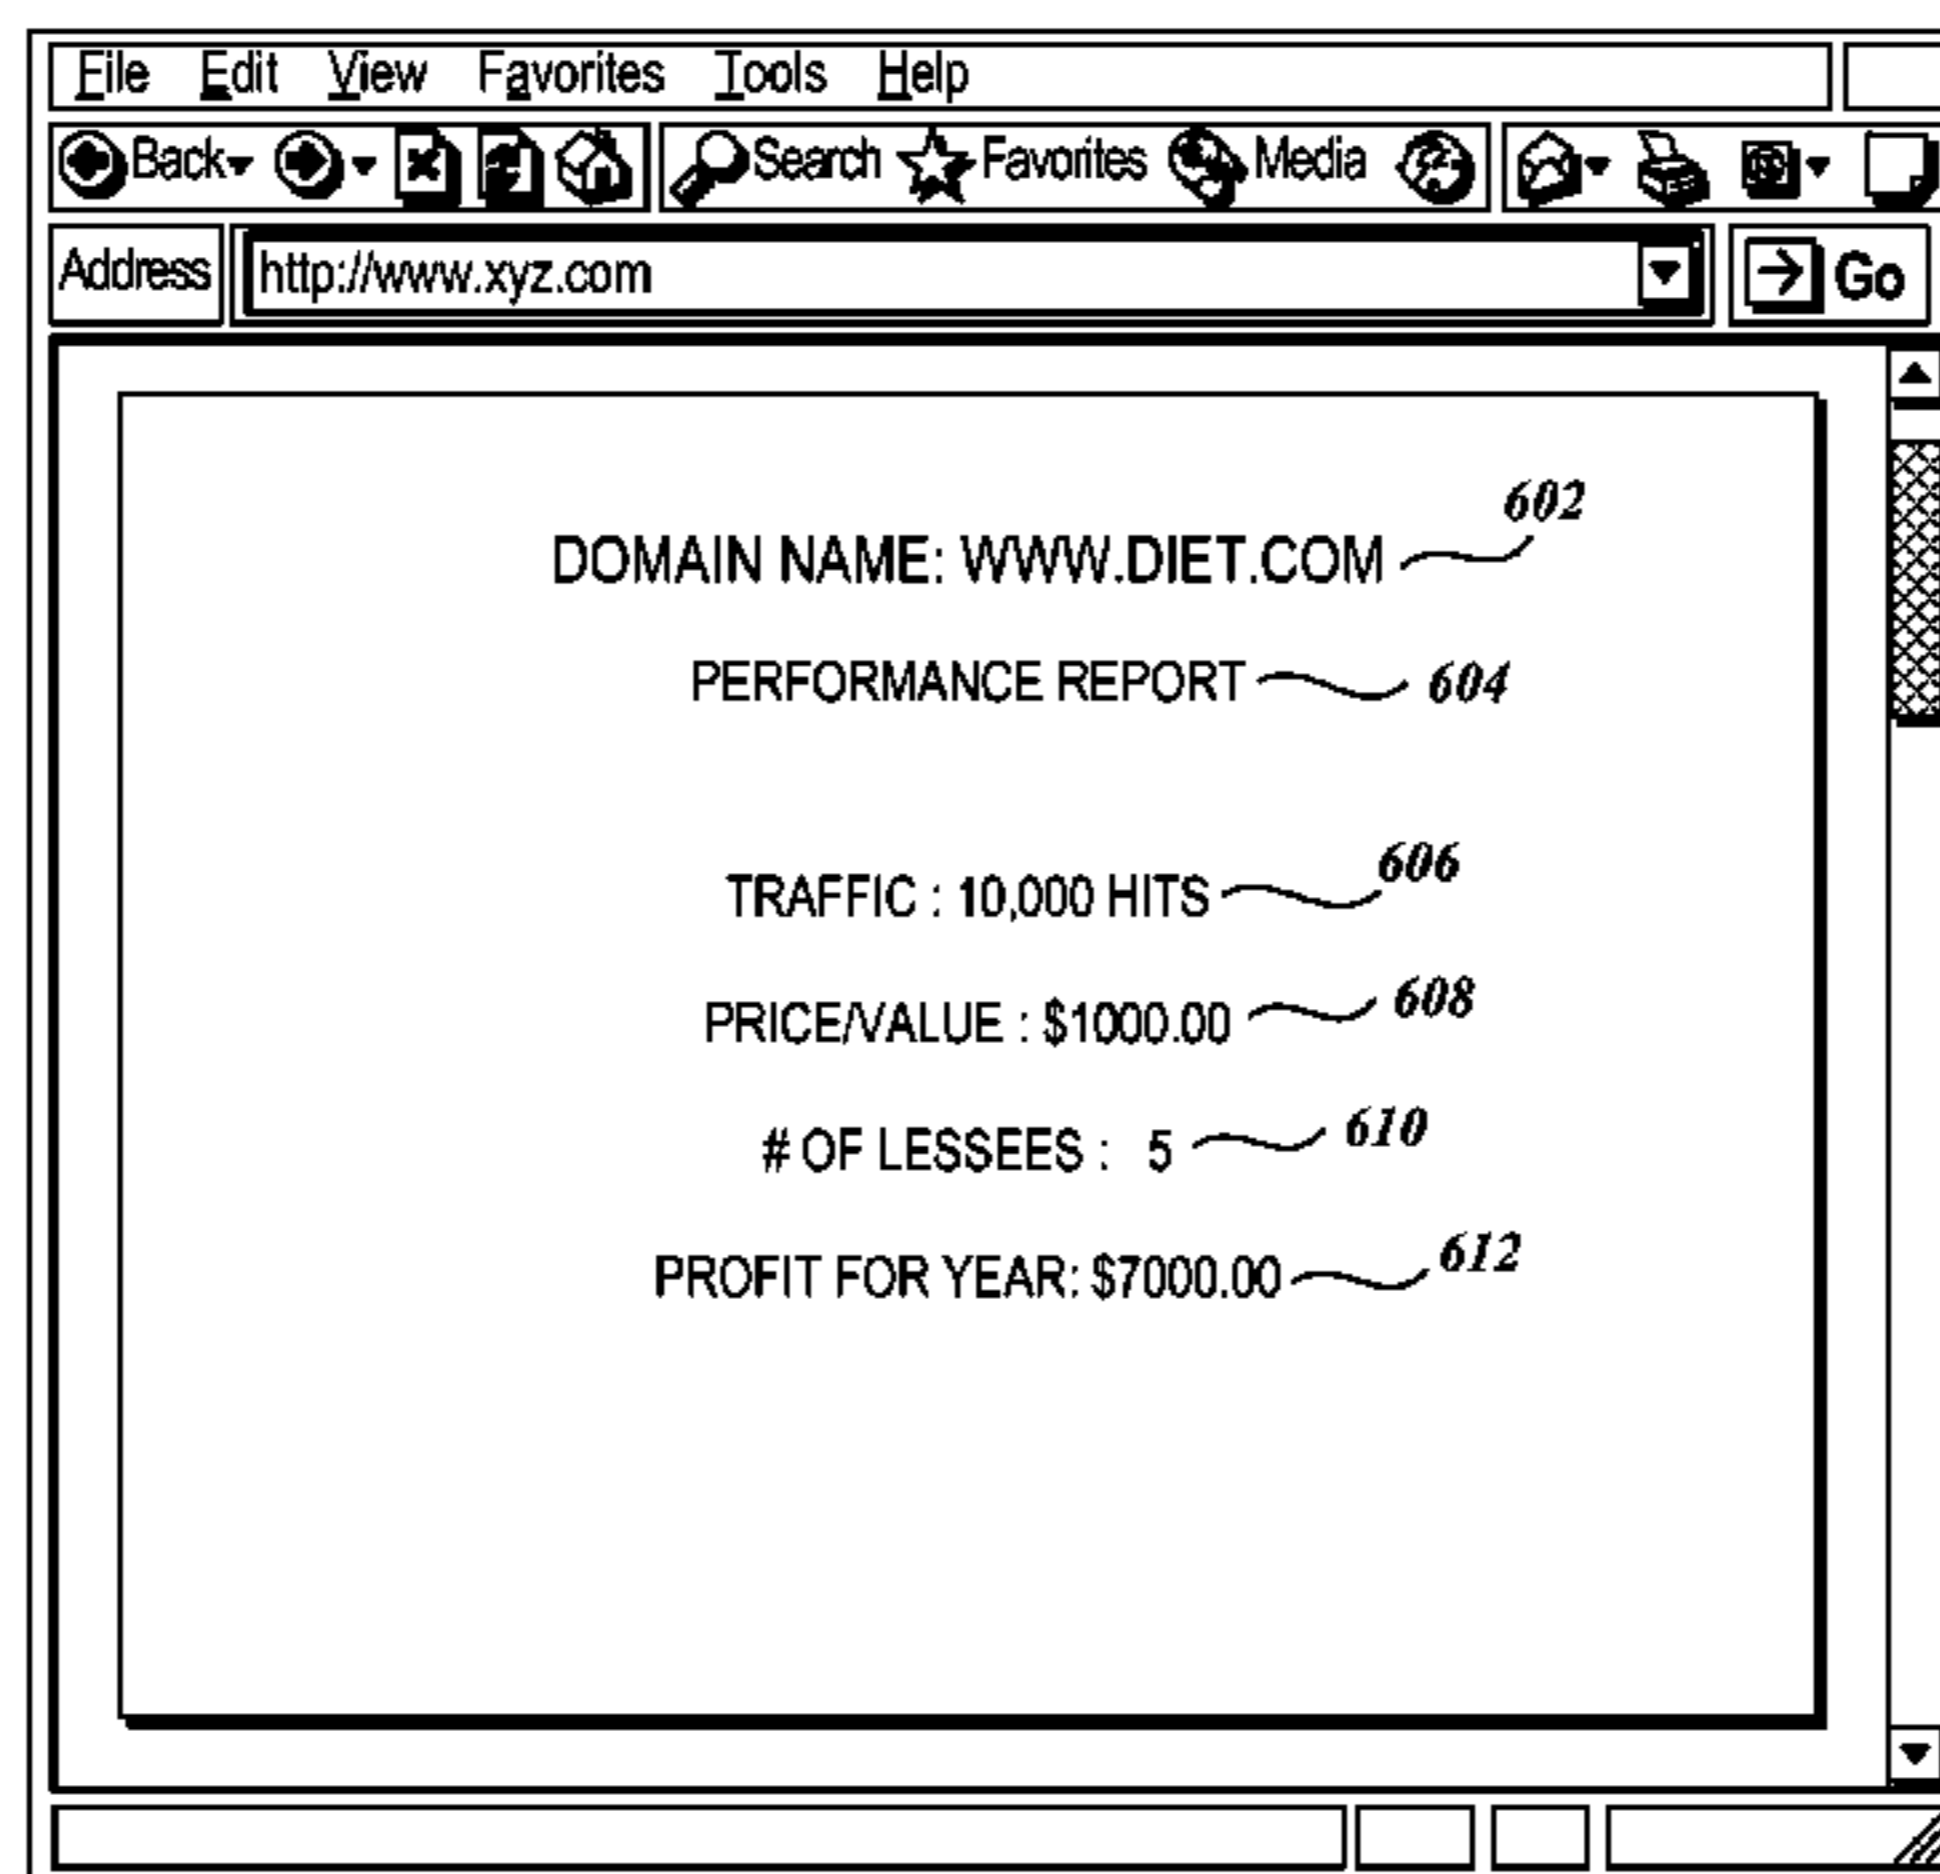 File Edit View Favorites Tools Help
Back Search Favorites Media
Address http://www.xyz.com Go
602
DOMAIN NAME: WWW.DIET.COM
PERFORMANCE REPORT 604
606
TRAFFIC : 10,000 HITS
PRICE/VALUE : $1000.00 608
# OF LESSEES : 5 610
PROFIT FOR YEAR: $7000.00 612